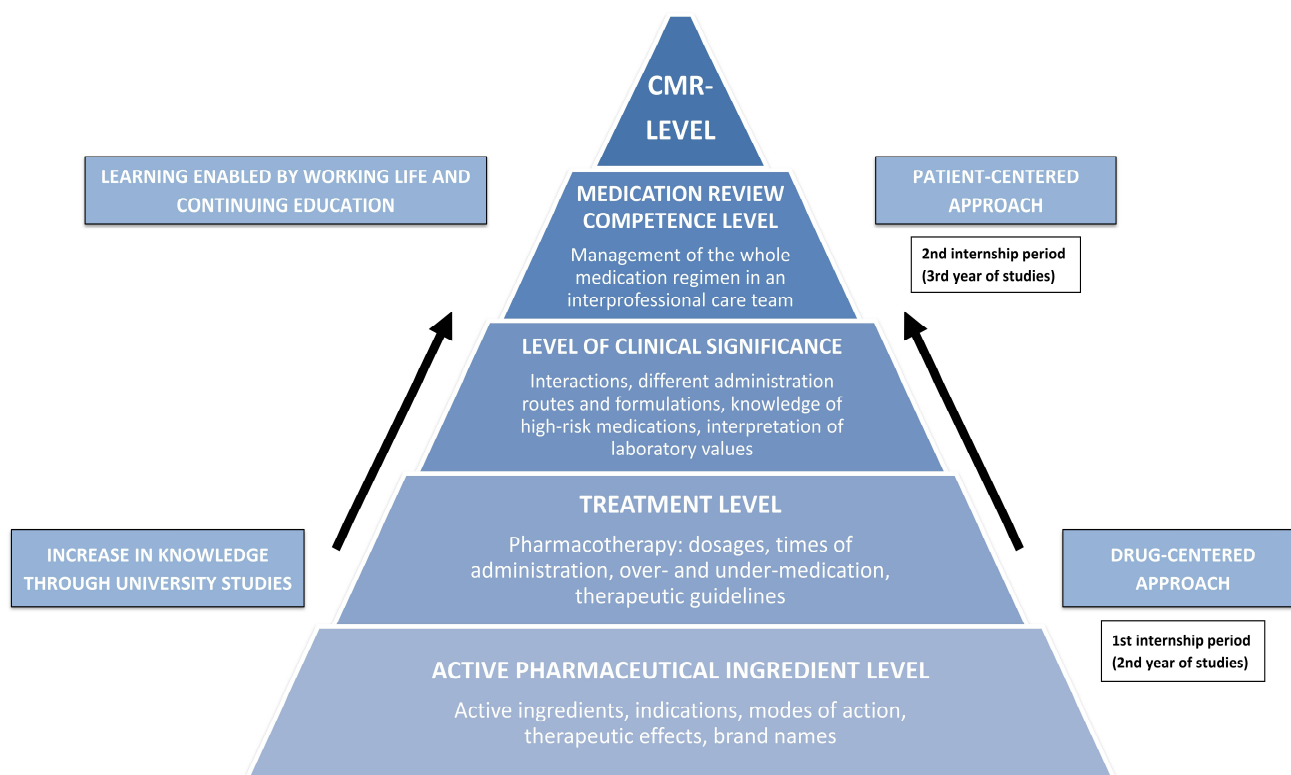 CMR-
LEVEL
LEARNING ENABLED BY WORKING LIFE AND
CONTINUING EDUCATION
PATIENT-CENTERED
APPROACH
MEDICATION REVIEW
COMPETENCE LEVEL
Management of the whole
medication regimen in an
interprofessional care team
2nd internship period
(3rd year of studies)
LEVEL OF CLINICAL SIGNIFICANCE
Interactions, different administration
routes and formulations, knowledge of
high-risk medications, interpretation of
laboratory values
TREATMENT LEVEL
Pharmacotherapy: dosages, times of
administration, over- and under-medication,
therapeutic guidelines
INCREASE IN KNOWLEDGE
THROUGH UNIVERSITY STUDIES
DRUG-CENTERED
APPROACH
1st internship period
(2nd year of studies)
ACTIVE PHARMACEUTICAL INGREDIENT LEVEL
Active ingredients, indications, modes of action,
therapeutic effects, brand names